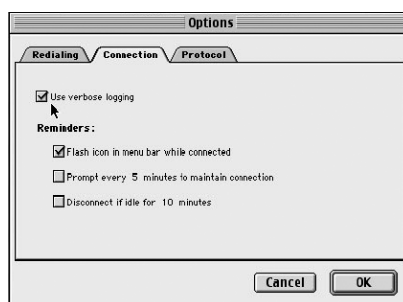 Options
Redialing Connection Protocol
Use verbose logging
Reminders:
Flash icon in menu bar while connected
Prompt every 5 minutes to maintain connection
Disconnect if idle for 10 minutes
Cancel OK